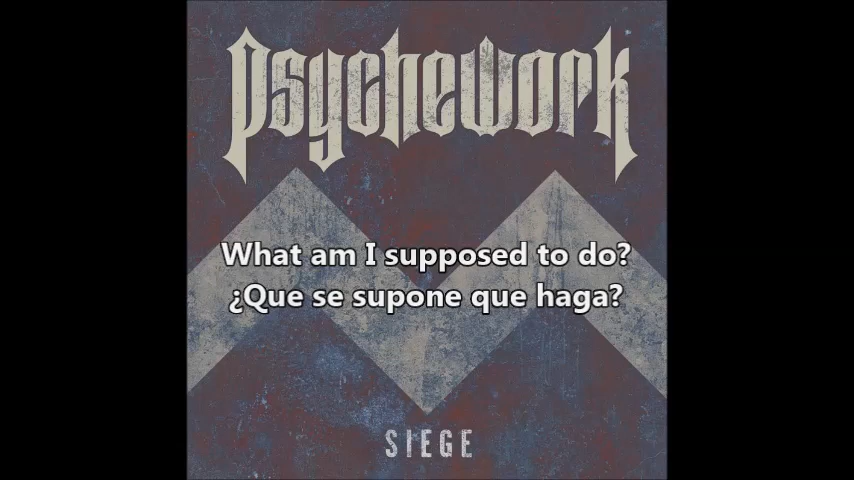 Psychework
What am I supposed to do?
¿Que se supone que haga?
SIEGE